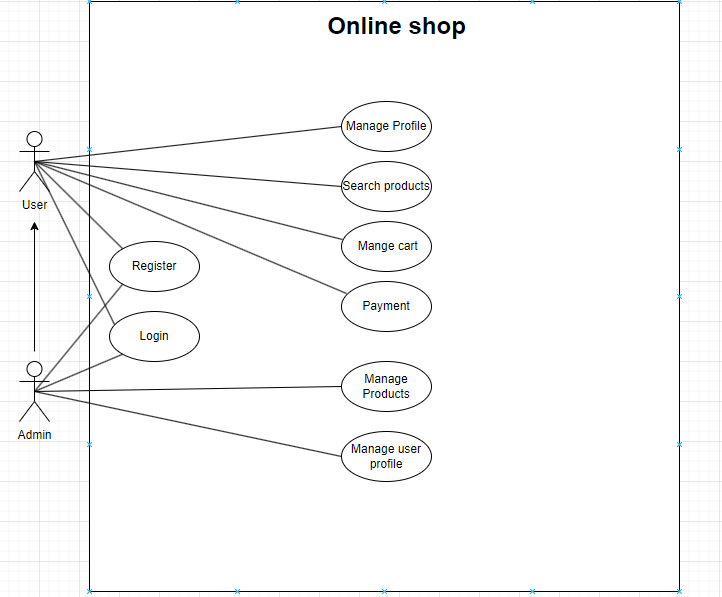 Online shop
Manage Profile
Search products
User
Mange cart
Register
Payment
Login
Manage
Products
Admin
Manage user
profile